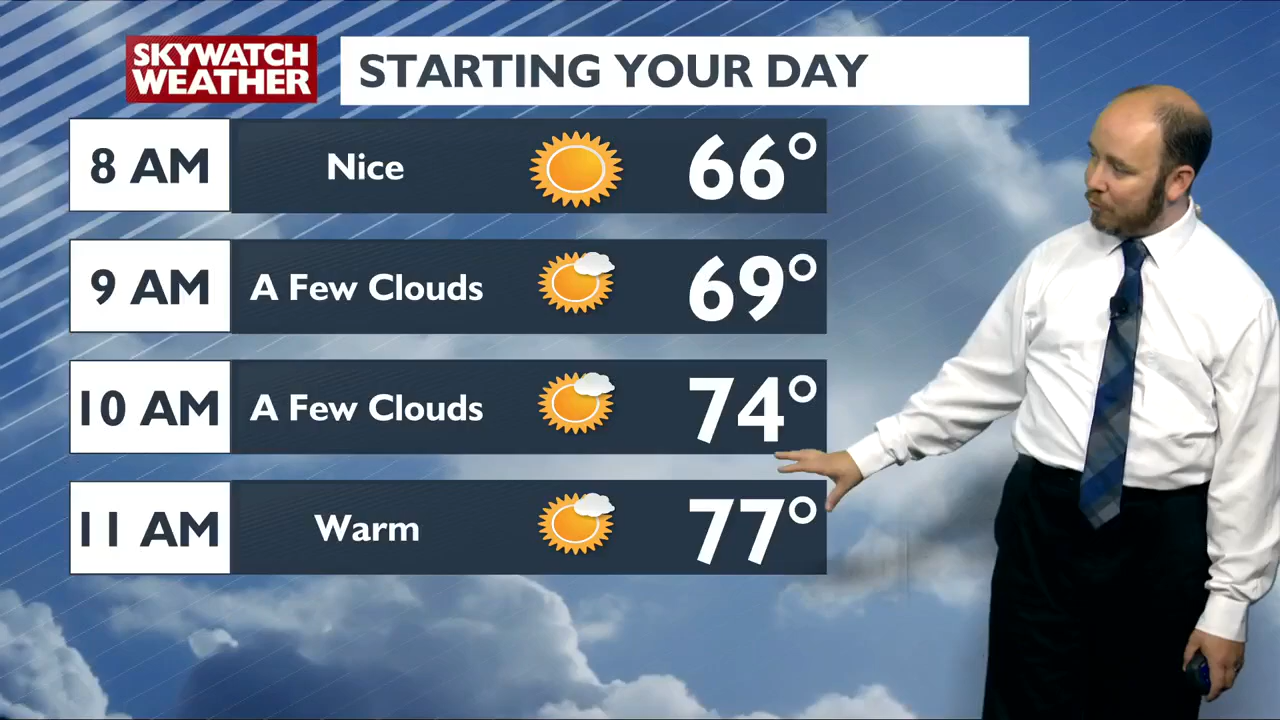 SKYWATCH
WEATHER
STARTING YOUR DAY
8 AM Nice 66°
9 AM A Few Clouds 69°
10 AM A Few Clouds 74°
11 AM Warm 77°